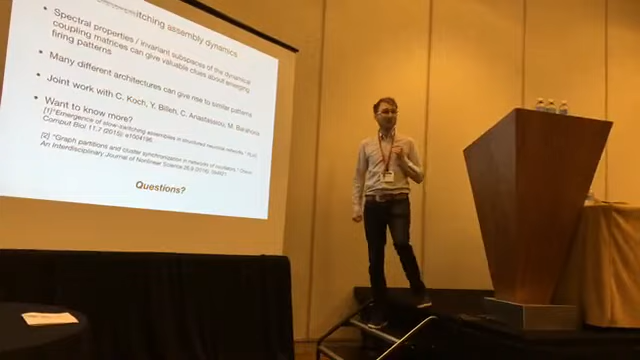 switching assembly dynamics
• Spectral properties / invariant subspaces of the dynamical
coupling matrices can give valuable clues about emerging
firing patterns
• Many different architectures can give rise to similar patterns
• Joint work with C. Koch, Y. Billeh, C. Anastassiou, M. Barahona
• Want to know more?
[1] "Emergence of slow-switching assemblies in structured neuronal networks." PLoS
Comput Biol 11.7 (2015): e1004196.
[2] "Graph partitions and cluster synchronization in networks of oscillators." Chaos:
An Interdisciplinary Journal of Nonlinear Science 26.9 (2016):
Questions?